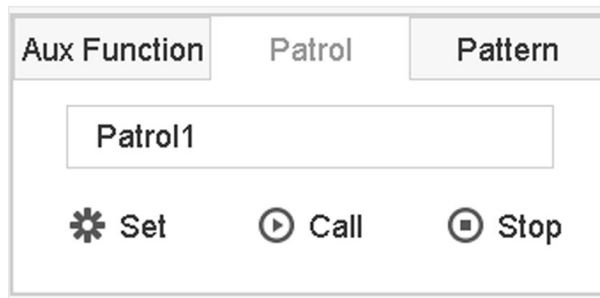 Aux Function Patrol Pattern
Patrol1
Set Call Stop